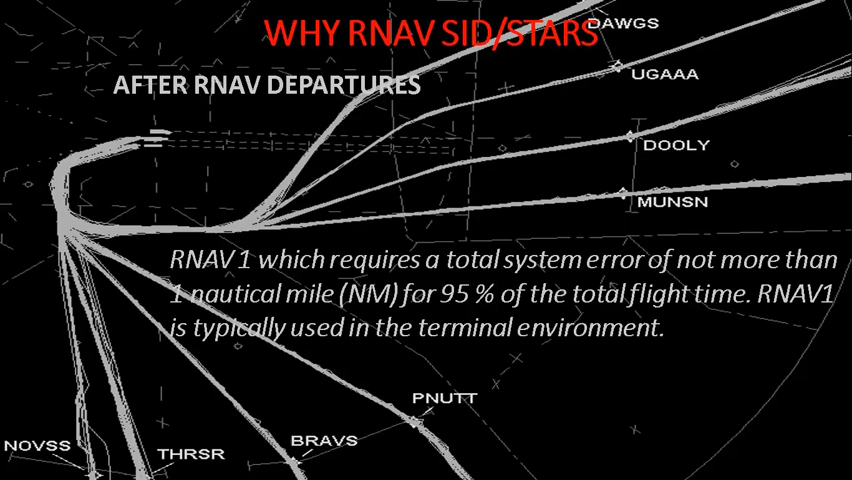 WHY RNAV SID/STARS
DAWGS
UGAAA
AFTER RNAV DEPARTURES
DOOLY
MUNSN
RNAV 1 which requires a total system error of not more than
1 nautical mile (NM) for 95 % of the total flight time. RNAV1
is typically used in the terminal environment.
PNUTT
BRAVS
NOVSS
THRSR